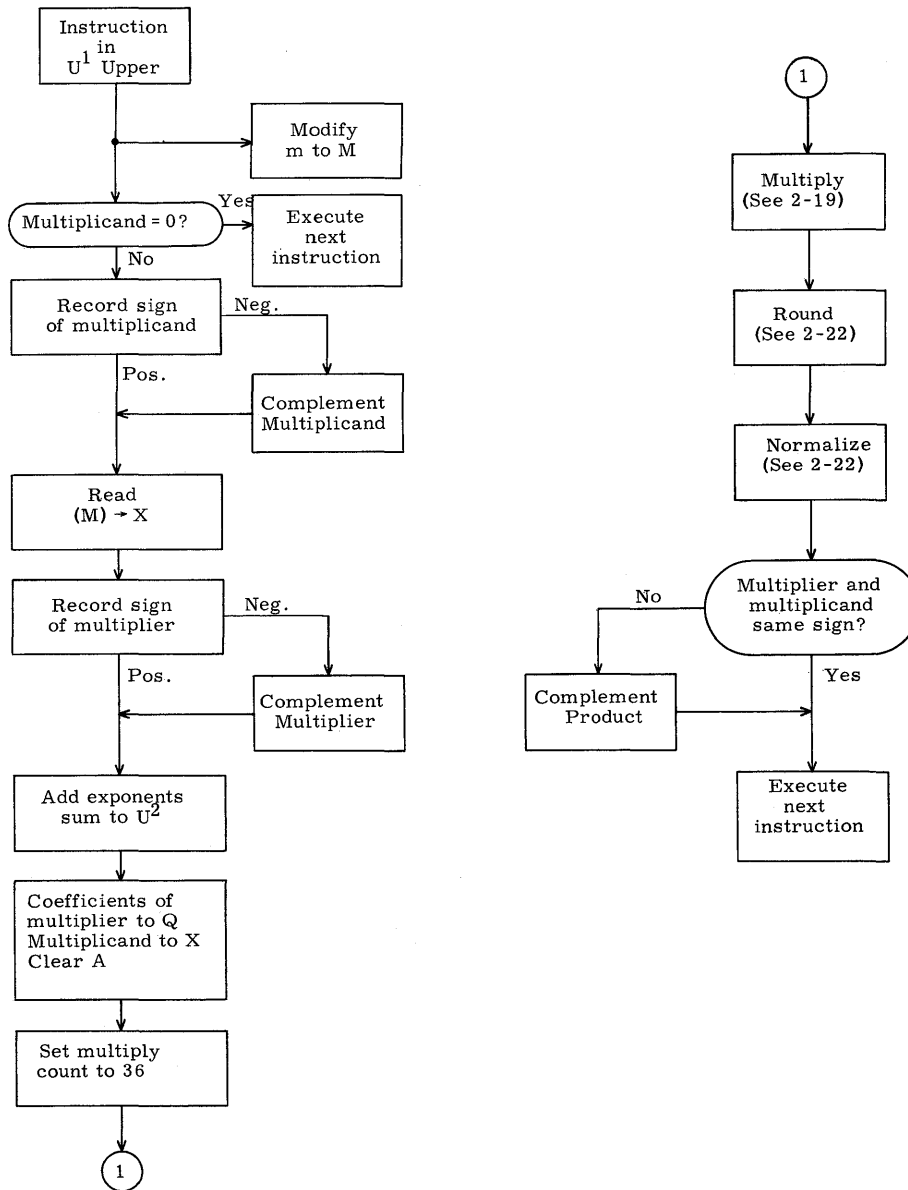 Instruction
in
U¹ Upper
Modify
m to M
Multiplicand = 0?
Yes
Execute
next
instruction
No
Record sign
of multiplicand
Neg.
Pos.
Complement
Multiplicand
Read
(M) → X
Record sign
of multiplier
Neg.
Pos.
Complement
Multiplier
Add exponents
sum to U²
Coefficients of
multiplier to Q
Multiplicand to X
Clear A
Set multiply
count to 36
1
1
Multiply
(See 2-19)
Round
(See 2-22)
Normalize
(See 2-22)
Multiplier and
multiplicand
same sign?
No
Yes
Complement
Product
Execute
next
instruction